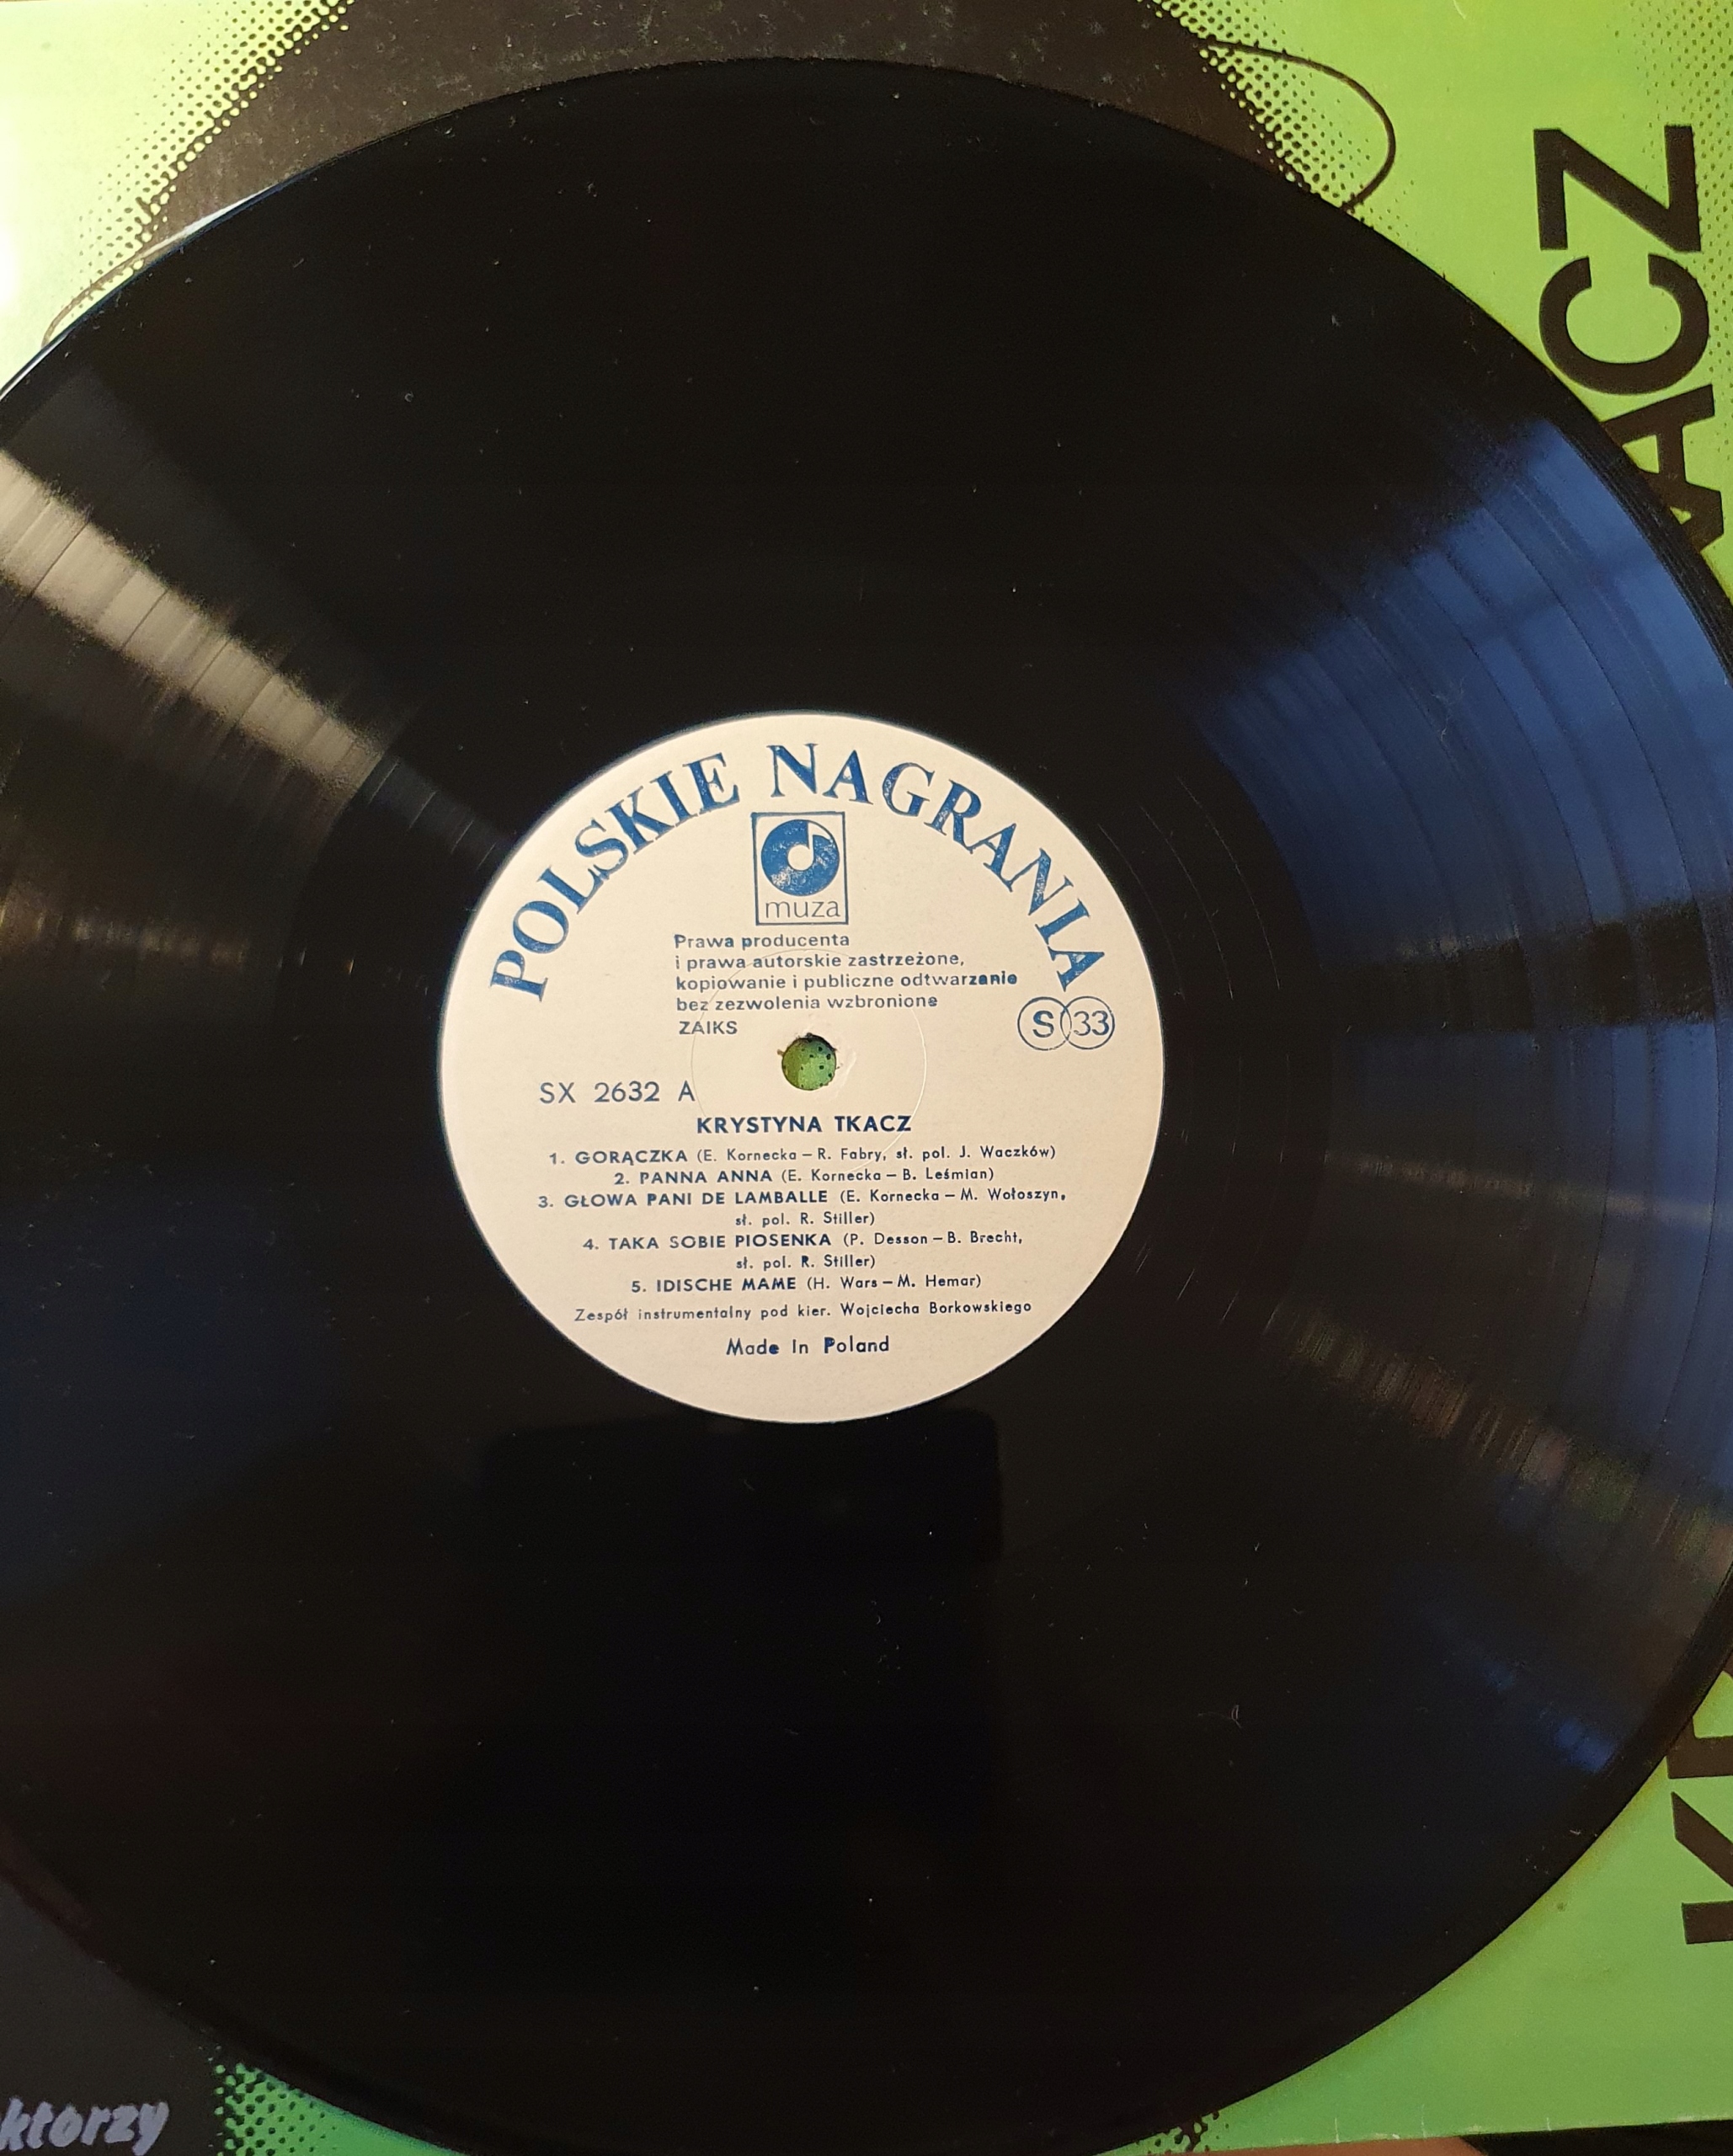 POLSKIE NAGRANIA
muza
Prawa producenta
i prawa autorskie zastrzeżone,
kopiowanie i publiczne odtwarzanie
bez zezwolenia wzbronione
ZAIKS
S 33
SX 2632 A
KRYSTYNA TKACZ
1. GORĄCZKA (E. Kornecka – R. Fabry, sł. pol. J. Waczków)
2. PANNA ANNA (E. Kornecka – B. Leśmian)
3. GŁOWA PANI DE LAMBALLE (E. Kornecka – M. Wołoszyn,
sł. pol. R. Stiller)
4. TAKA SOBIE PIOSENKA (P. Desson – B. Brecht,
sł. pol. R. Stiller)
5. IDISCHE MAME (H. Wars – M. Hemar)
Zespół instrumentalny pod kier. Wojciecha Borkowskiego
Made in Poland